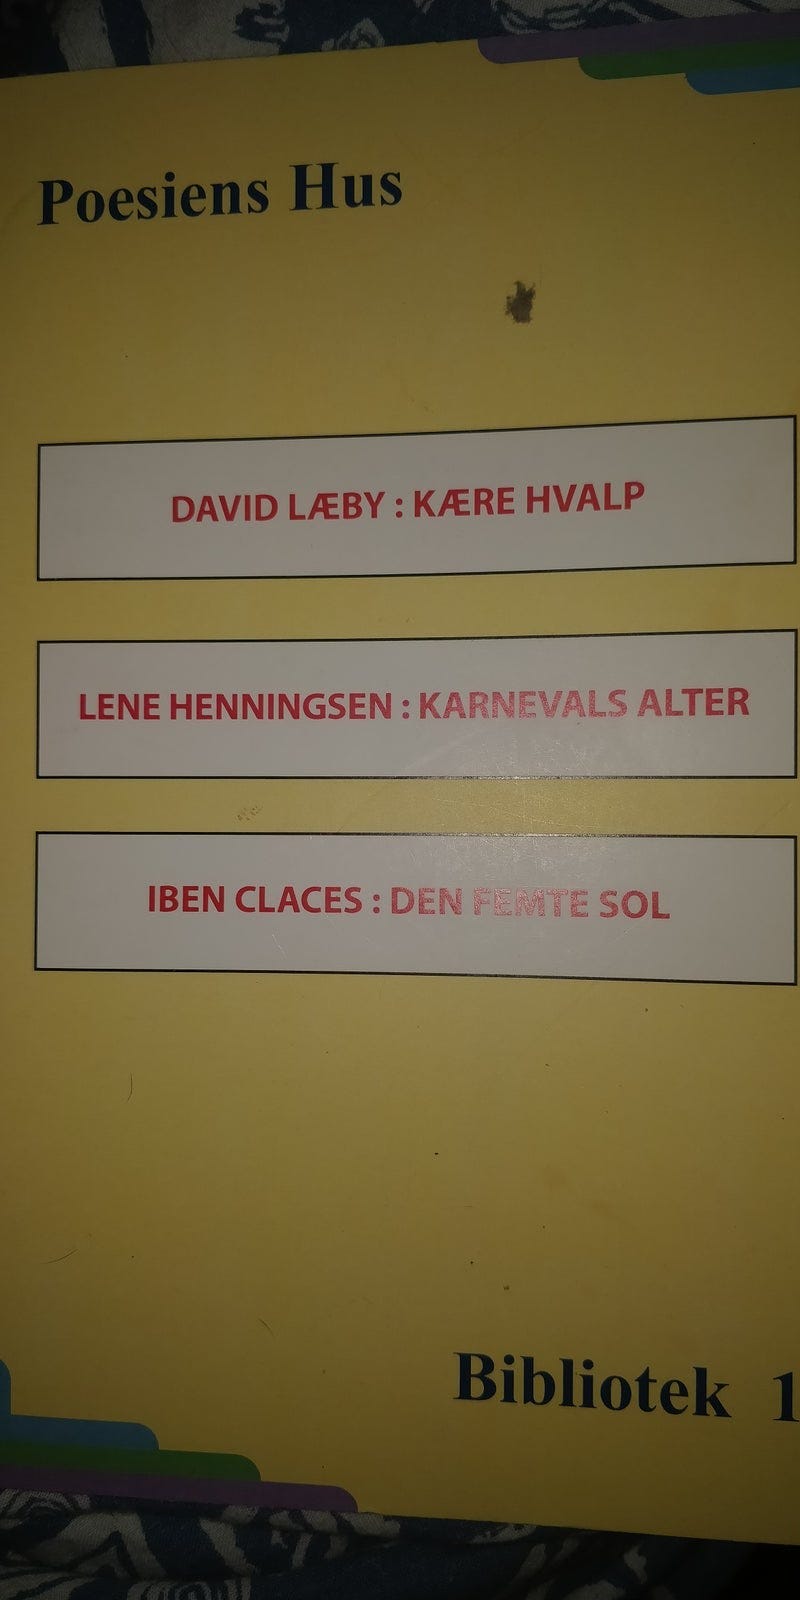 Poesiens Hus
DAVID LÆBY : KÆRE HVALP
LENE HENNINGSEN : KARNEVALS ALTER
IBEN CLACES : DEN FEMTE SOL
Bibliotek 1